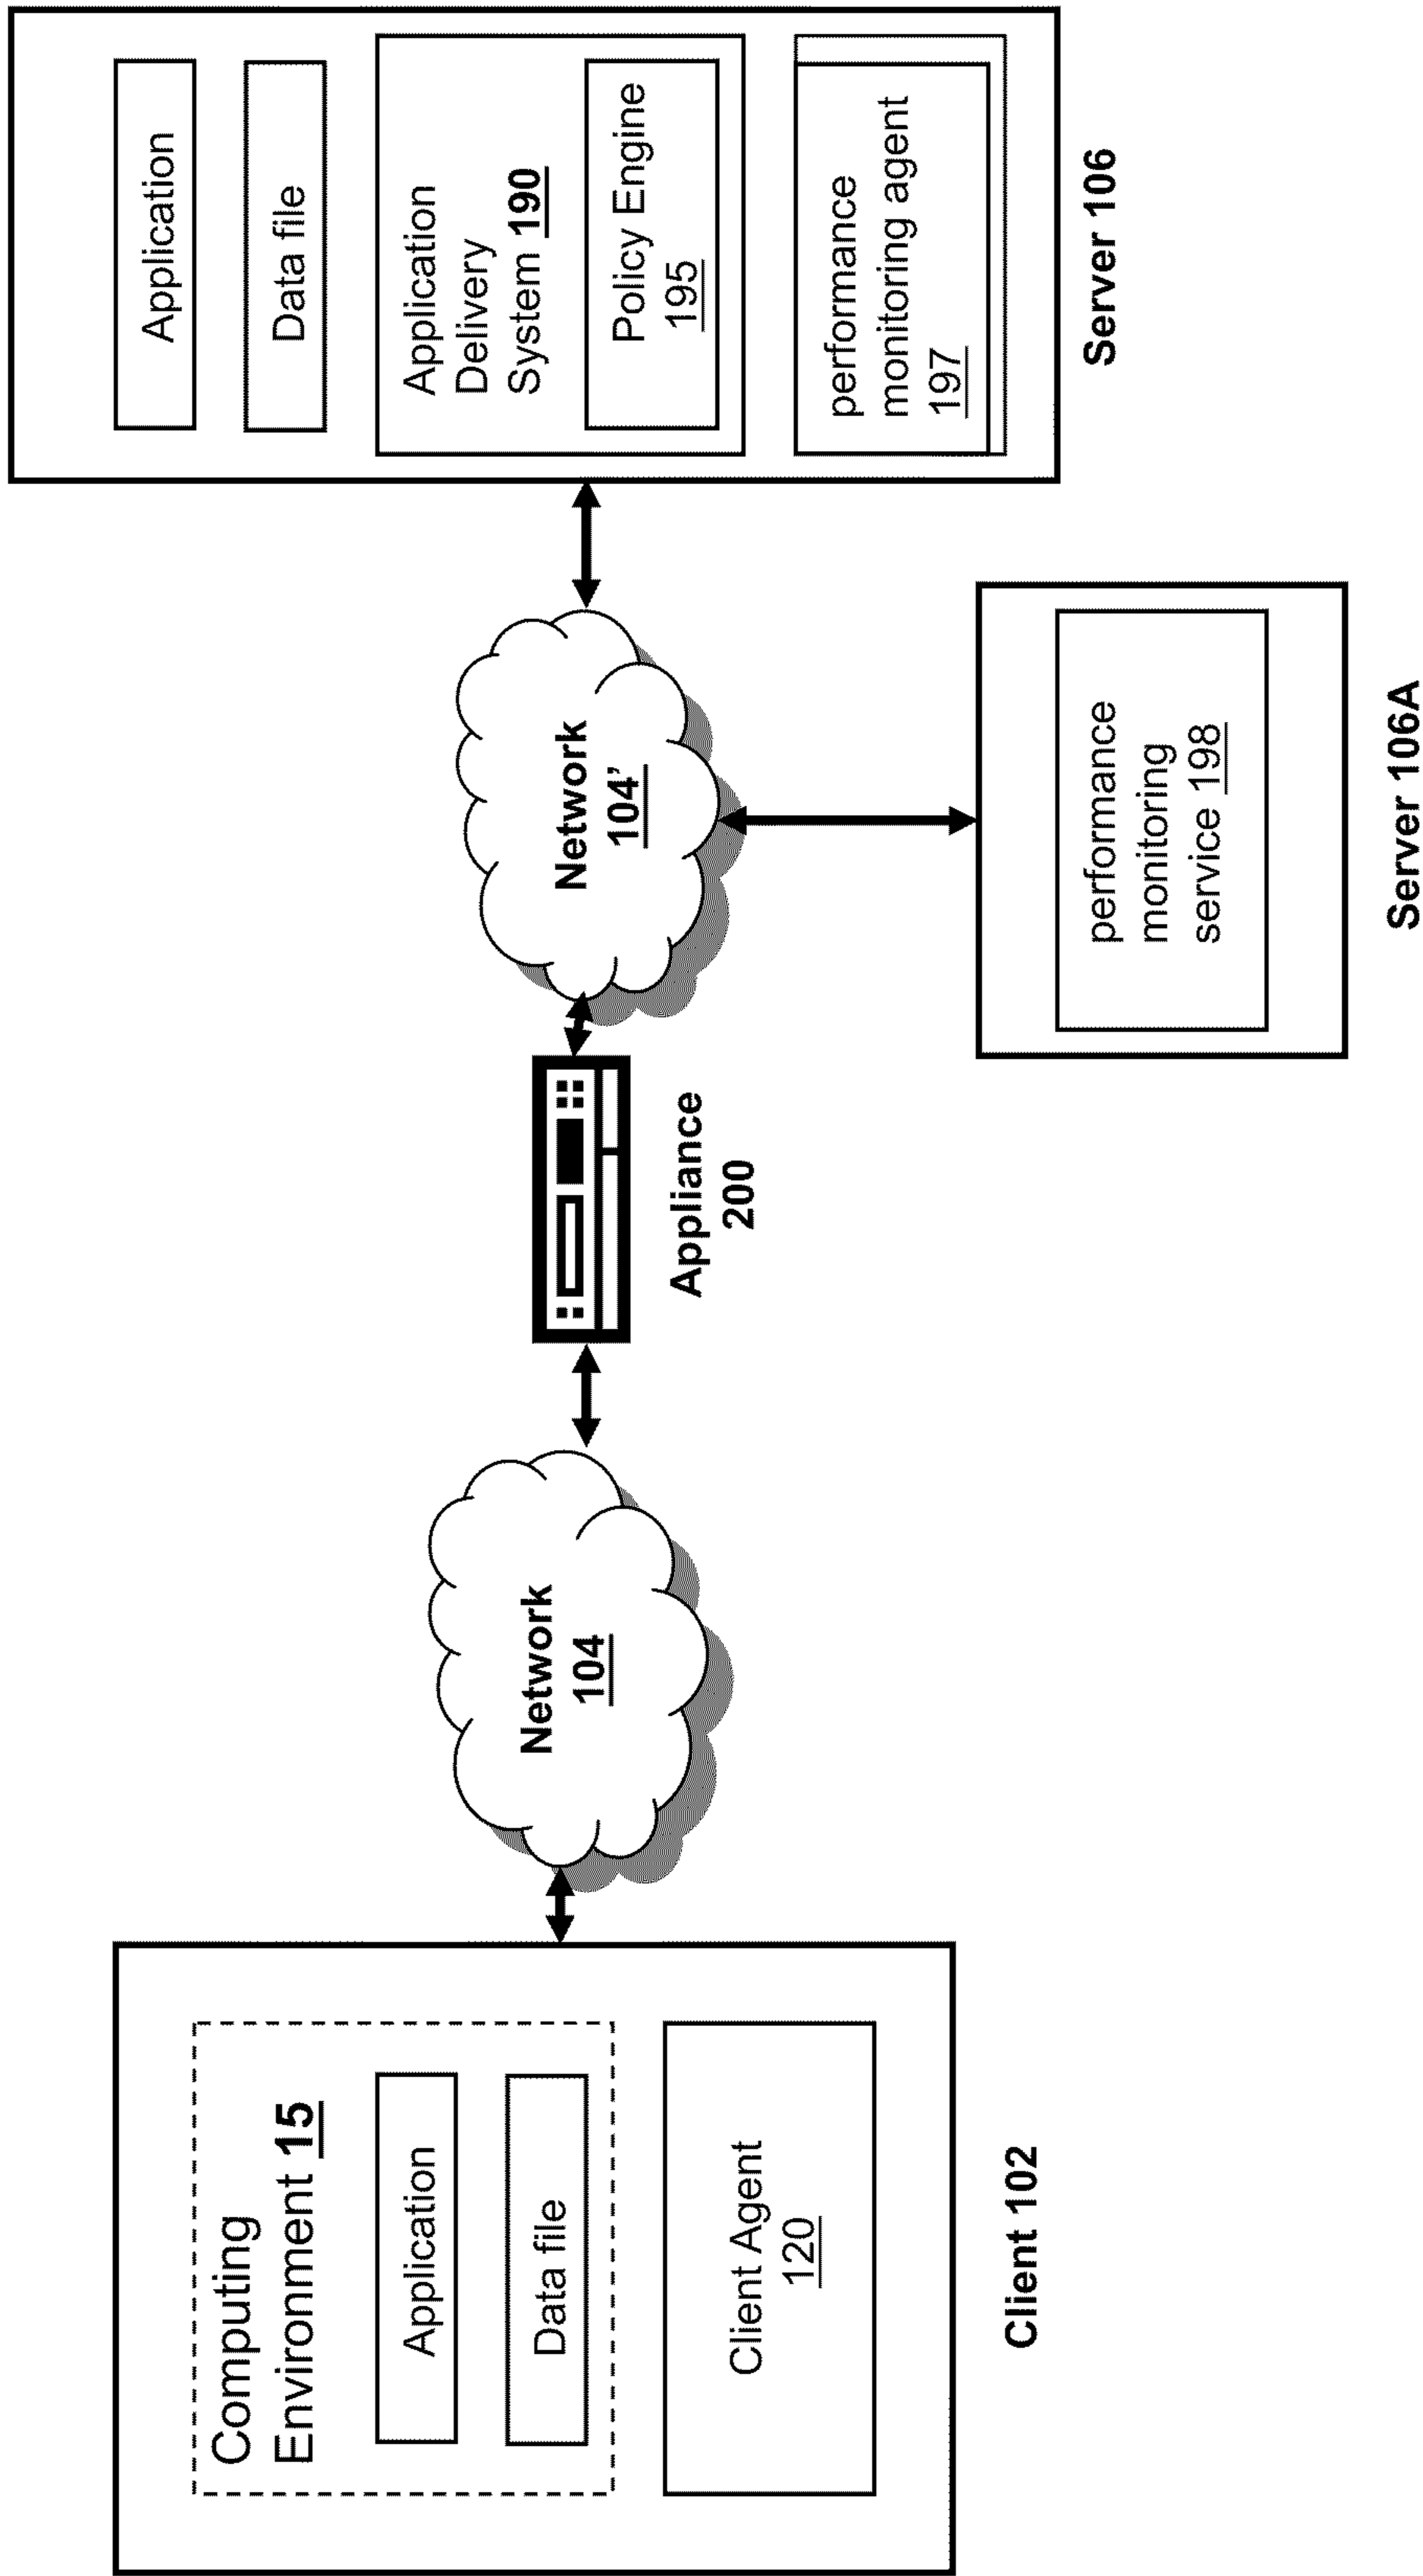 Computing
Environment 15
Application
Data file
Client Agent
120
Client 102
Network
104
Appliance
200
Network
104’
performance
monitoring
service 198
Server 106A
Application
Data file
Application
Delivery
System 190
Policy Engine
195
performance
monitoring agent
197
Server 106